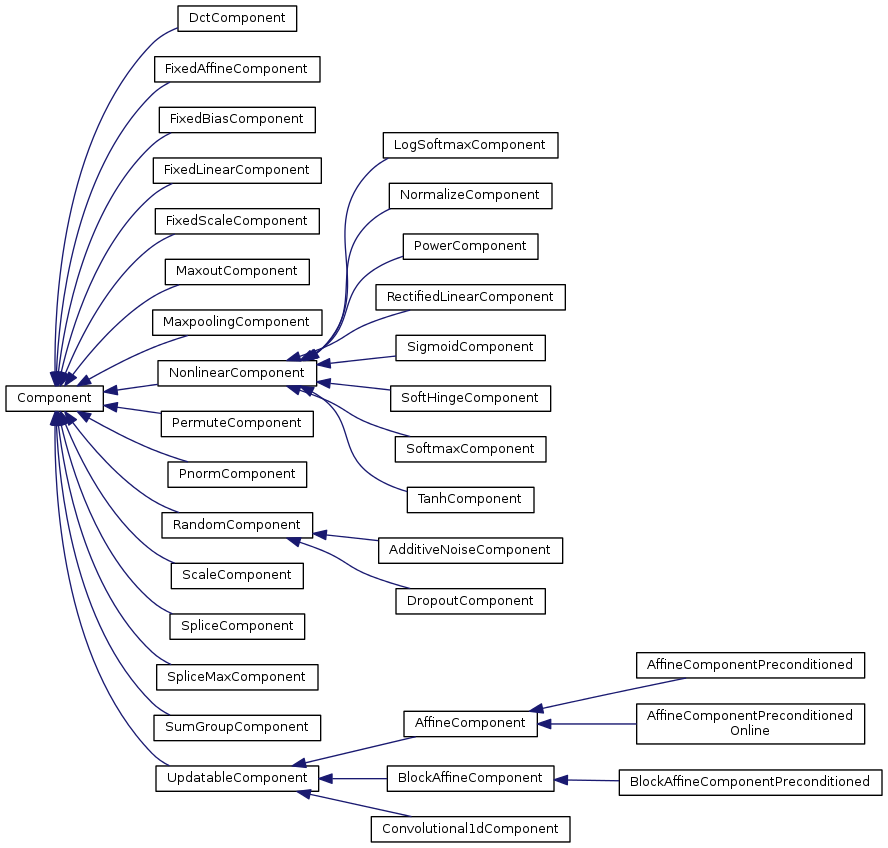 DctComponent
FixedAffineComponent
FixedBiasComponent
FixedLinearComponent
FixedScaleComponent
MaxoutComponent
MaxpoolingComponent
NonlinearComponent
Component
PermuteComponent
PnormComponent
RandomComponent
ScaleComponent
SpliceComponent
SpliceMaxComponent
SumGroupComponent
UpdatableComponent
LogSoftmaxComponent
NormalizeComponent
PowerComponent
RectifiedLinearComponent
SigmoidComponent
SoftHingeComponent
SoftmaxComponent
TanhComponent
AdditiveNoiseComponent
DropoutComponent
AffineComponent
BlockAffineComponent
Convolutional1dComponent
AffineComponentPreconditioned
AffineComponentPreconditioned
Online
BlockAffineComponentPreconditioned